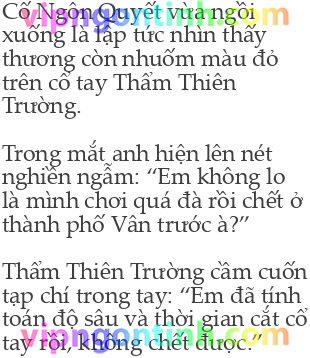 Cố Ngôn quyết vừa ngồi
xuống là lập tức nhìn thấy
thương còn nhuốm màu đỏ
trên cổ tay Thẩm Thiên
Trường.
Trong mắt anh hiện lên nét
nghiền ngẫm: “Em không lo
là mình chơi quá đà rồi chết ở
thành phố Vân trước à?”
Thẩm Thiên Trường cầm cuốn
tạp chí trong tay: “Em đã tính
toán độ sâu và thời gian cắt cổ
tay rồi, không chết được.”
vipngontinh.com
vipngontinh.com